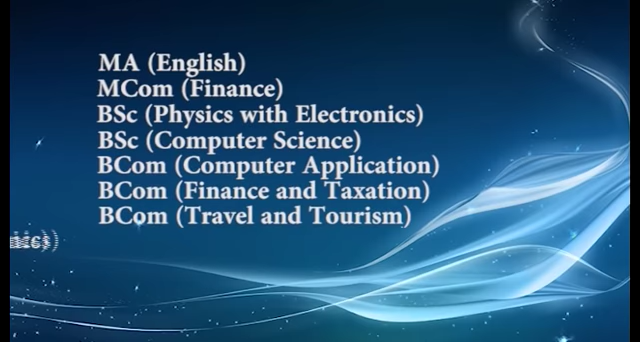 MA (English)
MCom (Finance)
BSc (Physics with Electronics)
BSc (Computer Science)
BCom (Computer Application)
BCom (Finance and Taxation)
BCom (Travel and Tourism)